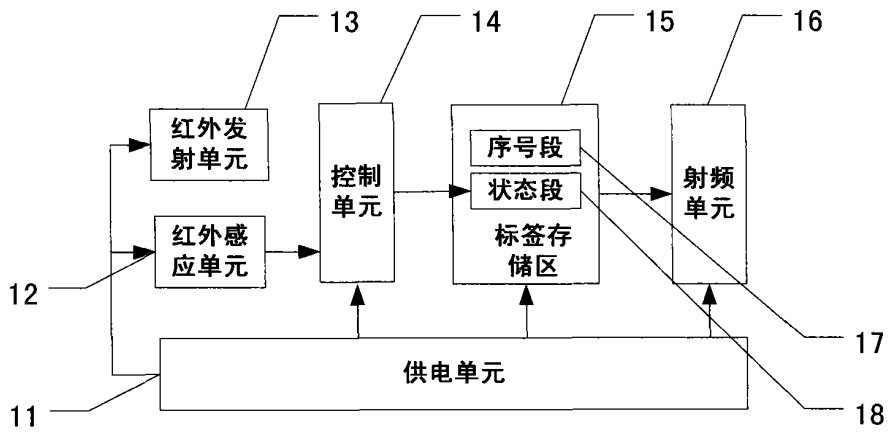 13
14
15
16
红外发
射单元
控制
单元
序号段
状态段
标签存
储区
射频
单元
红外感
应单元
12
供电单元
11
17
18